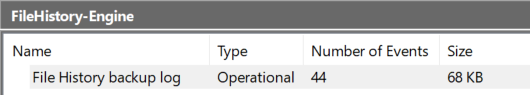 FileHistory-Engine
Name Type Number of Events Size
File History backup log Operational 44 68 KB